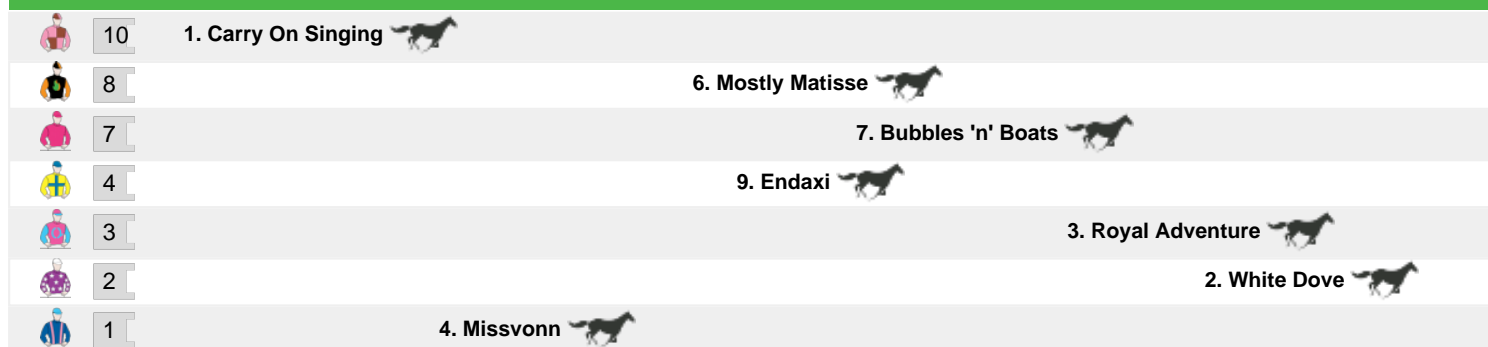 10 1. Carry On Singing
8 6. Mostly Matisse
7 7. Bubbles 'n' Boats
4 9. Endaxi
3 3. Royal Adventure
2 2. White Dove
1 4. Missvonn